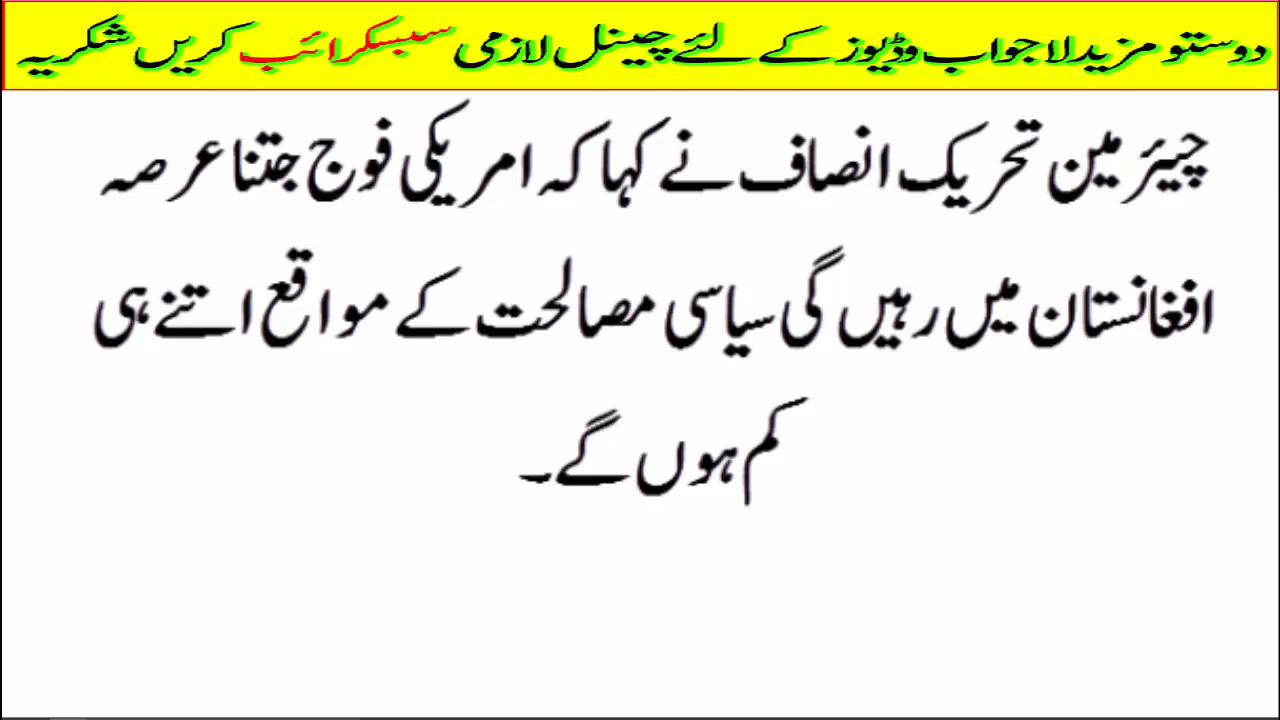 دوستو مزید لاجواب وڈیوز کے لئے چینل لازمی سبسکرائب کریں شکریہ
چیئرمین تحریک انصاف نے کہا کہ امریکی فوج جتنا عرصہ
افغانستان میں رہیں گی سیاسی مصالحت کے مواقع اتنے ہی
کم ہوں گے۔